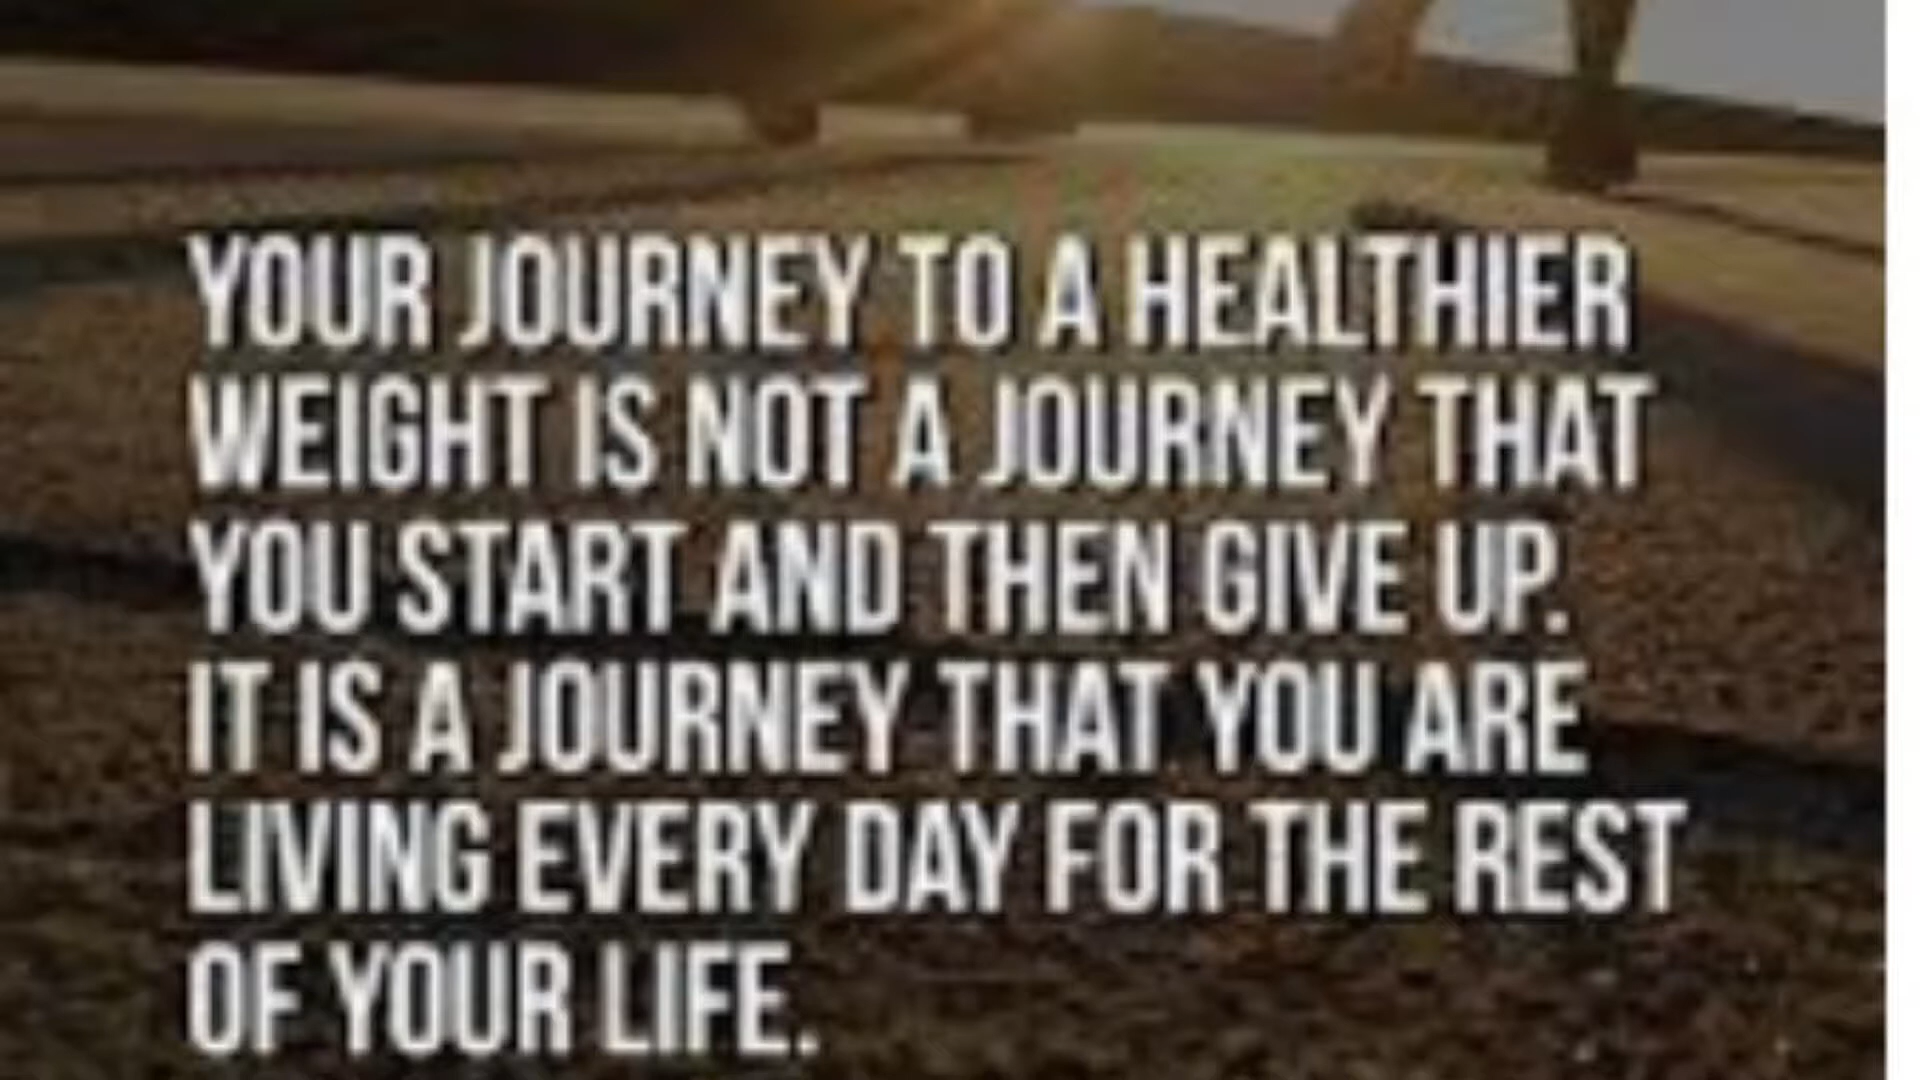 YOUR JOURNEY TO A HEALTHIER
WEIGHT IS NOT A JOURNEY THAT
YOU START AND THEN GIVE UP.
IT IS A JOURNEY THAT YOU ARE
LIVING EVERY DAY FOR THE REST
OF YOUR LIFE.